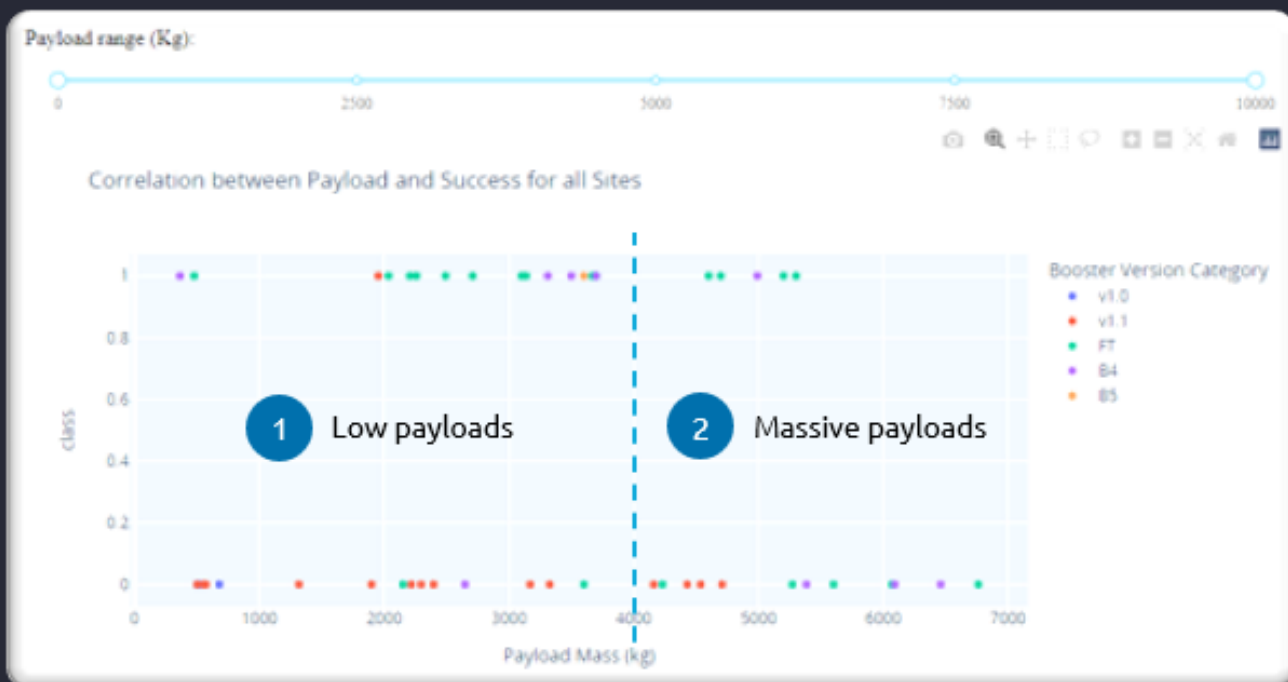 Payload range (Kg):
0 2500 5000 7500 10000
Correlation between Payload and Success for all Sites
1
0.8
0.6
0.4
0.2
0
class
1 Low payloads
2 Massive payloads
Booster Version Category
v1.0
v1.1
FT
B4
B5
0 1000 2000 3000 4000 5000 6000 7000
Payload Mass (kg)